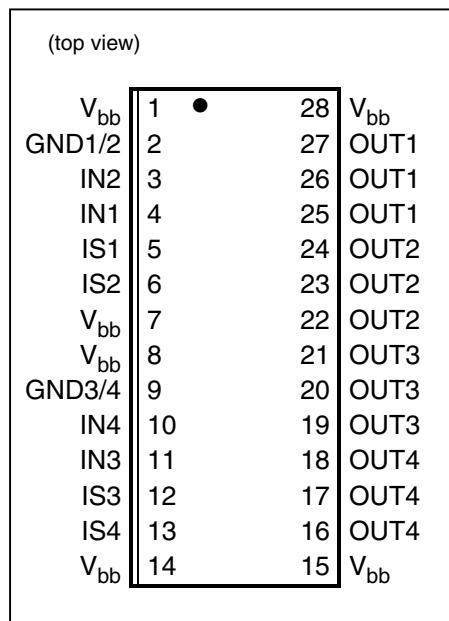 (top view)
Vbb 1 28 Vbb
GND1/2 2 27 OUT1
IN2 3 26 OUT1
IN1 4 25 OUT1
IS1 5 24 OUT2
IS2 6 23 OUT2
Vbb 7 22 OUT2
Vbb 8 21 OUT3
GND3/4 9 20 OUT3
IN4 10 19 OUT3
IN3 11 18 OUT4
IS3 12 17 OUT4
IS4 13 16 OUT4
Vbb 14 15 Vbb